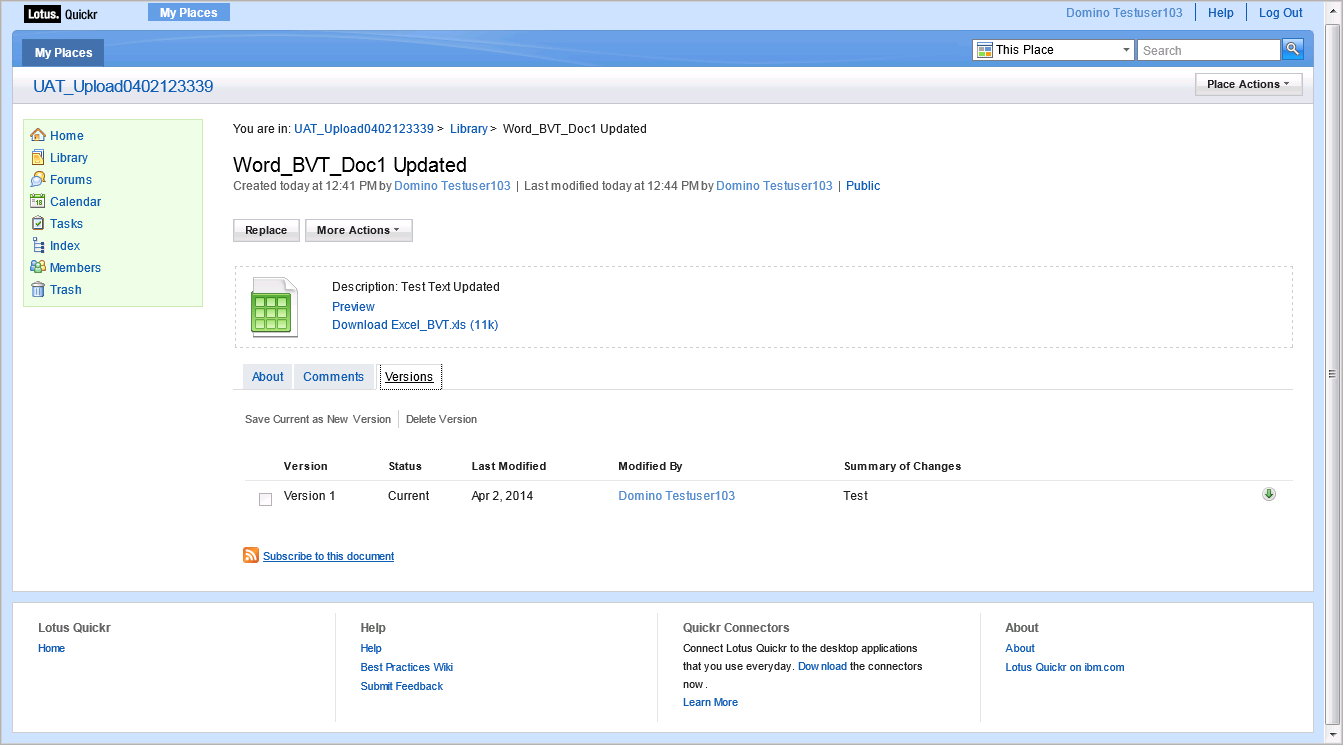 Lotus. Quickr
My Places
Domino Testuser103 Help Log Out
My Places
This Place Search
UAT_Upload0402123339
Place Actions
Home
Library
Forums
Calendar
Tasks
Index
Members
Trash
You are in: UAT_Upload0402123339 > Library > Word_BVT_Doc1 Updated
Word_BVT_Doc1 Updated
Created today at 12:41 PM by Domino Testuser103 | Last modified today at 12:44 PM by Domino Testuser103 | Public
Replace More Actions
Description: Test Text Updated
Preview
Download Excel_BVT.xls (11k)
About Comments Versions
Save Current as New Version Delete Version
Version Status Last Modified Modified By Summary of Changes
Version 1 Current Apr 2, 2014 Domino Testuser103 Test
Subscribe to this document
Lotus Quickr
Home
Help
Help
Best Practices Wiki
Submit Feedback
Quickr Connectors
Connect Lotus Quickr to the desktop applications
that you use everyday. Download the connectors
now .
Learn More
About
About
Lotus Quickr on ibm.com